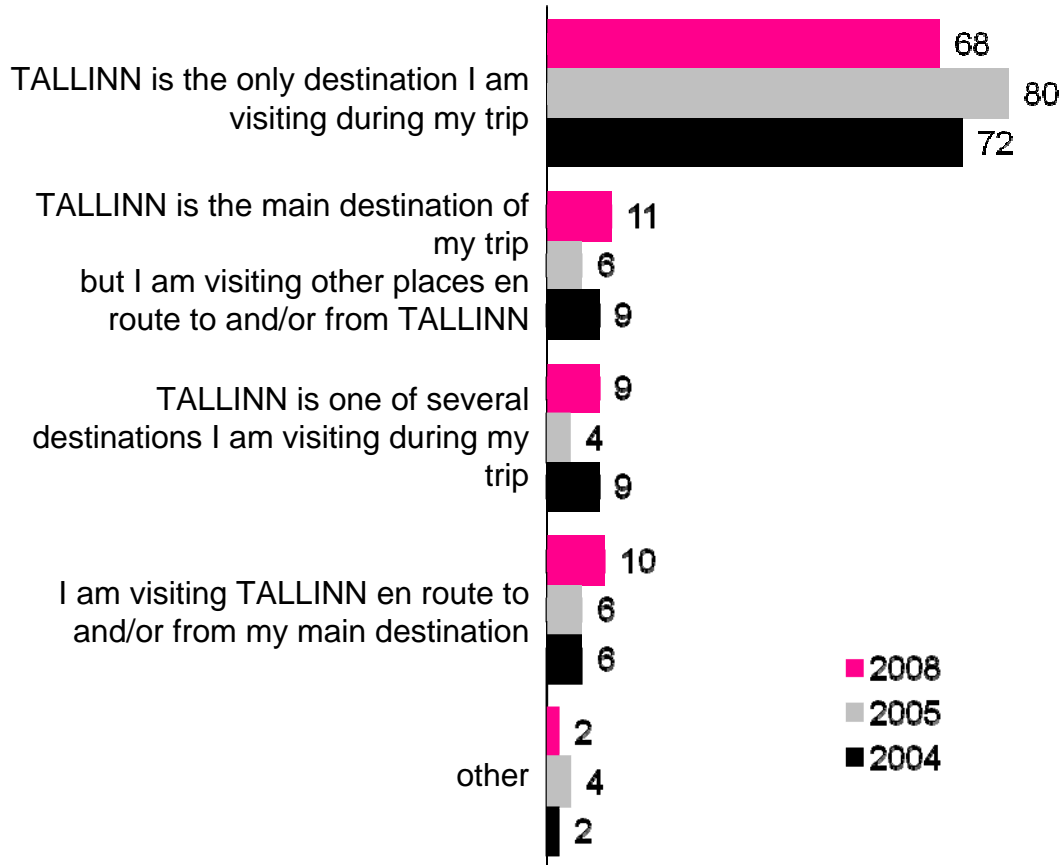 68
TALLINN is the only destination I am
visiting during my trip
80
72
TALLINN is the main destination of
my trip
but I am visiting other places en
route to and/or from TALLINN
11
6
9
TALLINN is one of several
destinations I am visiting during my
trip
9
4
9
I am visiting TALLINN en route to
and/or from my main destination
10
6
6
other
2
4
2
2008
2005
2004